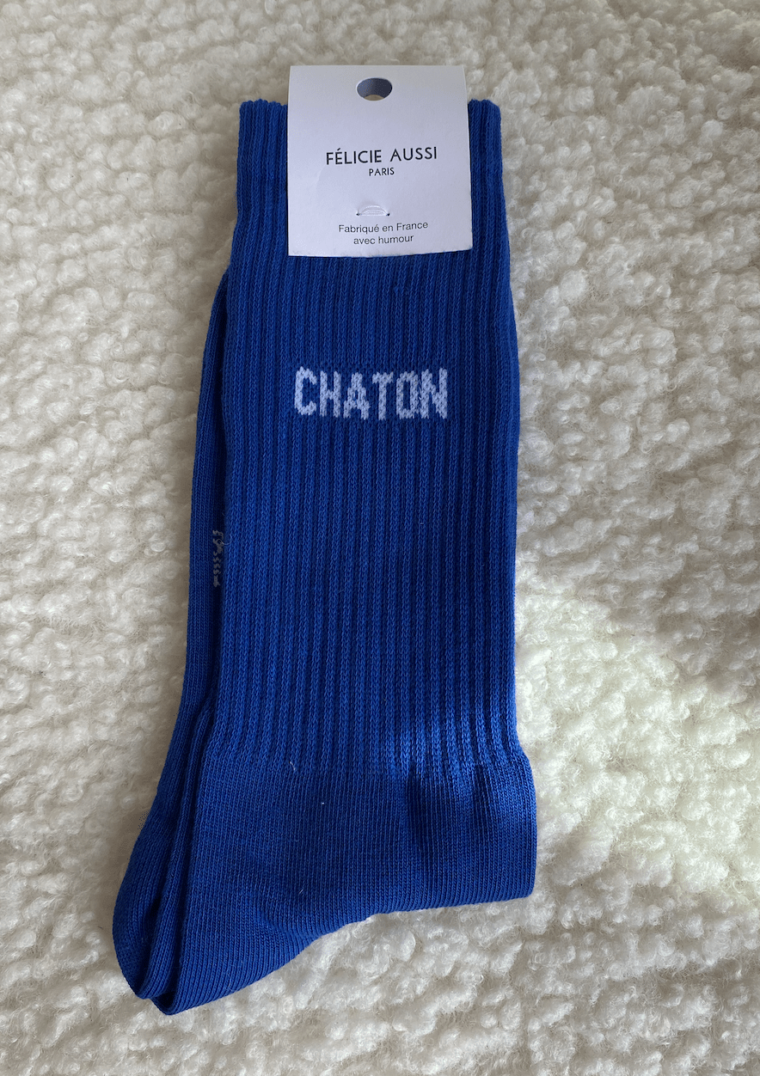 FÉLICIE AUSSI
PARIS
Fabriqué en France
avec humour
CHATON